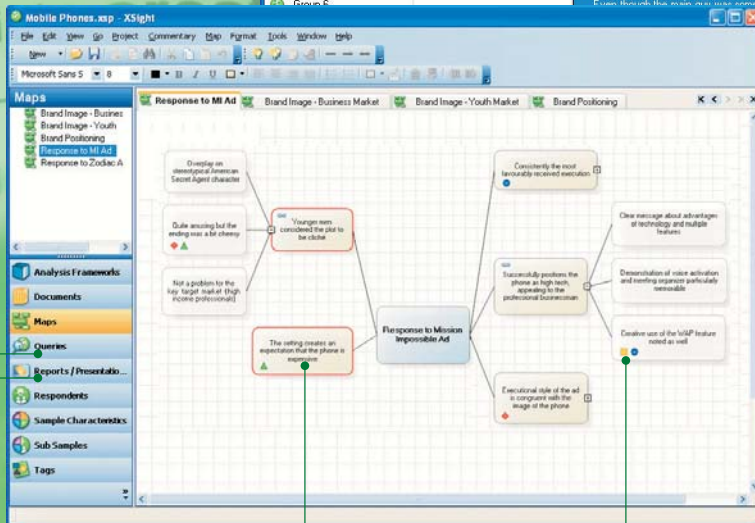 Group 6
Even though the main guy was some
Mobile Phones.xsp - XSight
File Edit View Go Project Commentary Map Format Tools Window Help
New
Microsoft Sans S 8 B I U
Maps
Brand Image - Busines
Brand Image - Youth
Brand Positioning
Response to MI Ad
Response to Zodiac A
Analysis Frameworks
Documents
Maps
Queries
Reports / Presentatio...
Respondents
Sample Characteristics
Sub Samples
Tags
Response to MI Ad Brand Image - Business Market Brand Image - Youth Market Brand Positioning
Overplay on
stereotypical American
Secret Agent character
Quite amusing but the
ending was a bit cheesy
Not a problem for the
key target market (high
income professionals)
Younger men
considered the plot to
be cliché
The setting creates an
expectation that the phone is
expensive
Response to Mission
Impossible Ad
Consistently the most
favourably received execution
Successfully positions the
phone as high tech,
appealing to the
professional businessman
Executional style of the ad
is congruent with the
image of the phone
Clear message about advantages
of technology and multiple
features
Demonstration of voice activation
and meeting organizer particularly
memorable
Creative use of the WAP feature
noted as well